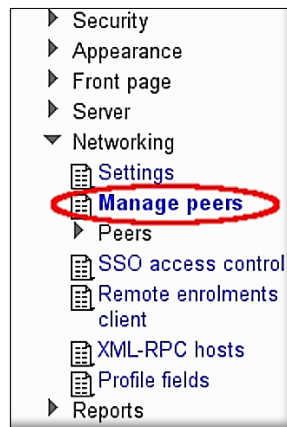 Security
Appearance
Front page
Server
Networking
Settings
Manage peers
Peers
SSO access control
Remote enrolments
client
XML-RPC hosts
Profile fields
Reports